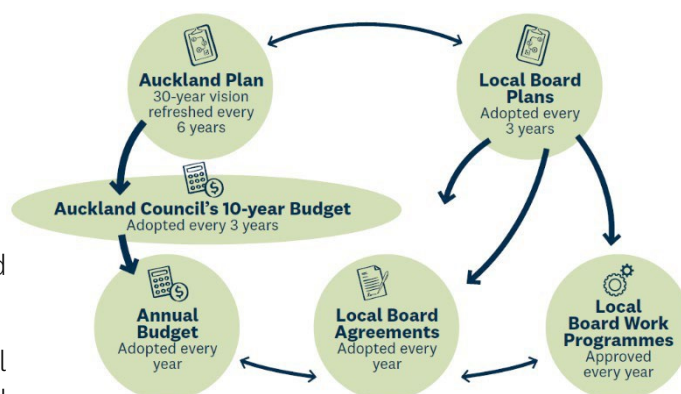 Auckland Plan
30-year vision
refreshed every
6 years
Local Board
Plans
Adopted every
3 years
Auckland Council's 10-year Budget
Adopted every 3 years
Annual
Budget
Adopted every
year
Local Board
Agreements
Adopted every
year
Local
Board Work
Programmes
Approved
every year